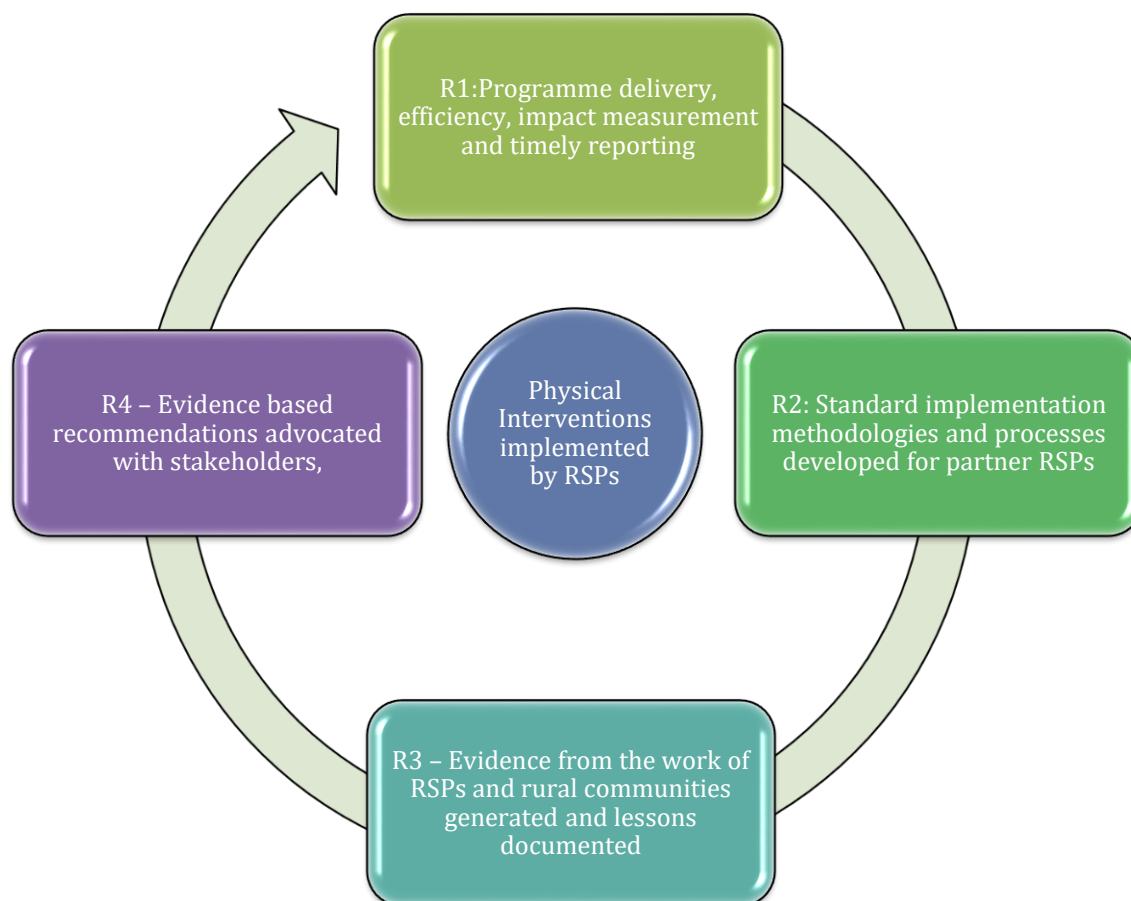 R1:Programme delivery,
efficiency, impact measurement
and timely reporting
R2: Standard implementation
methodologies and processes
developed for partner RSPs
R3 – Evidence from the work of
RSPs and rural communities
generated and lessons
documented
R4 – Evidence based
recommendations advocated
with stakeholders,
Physical
Interventions
implemented
by RSPs